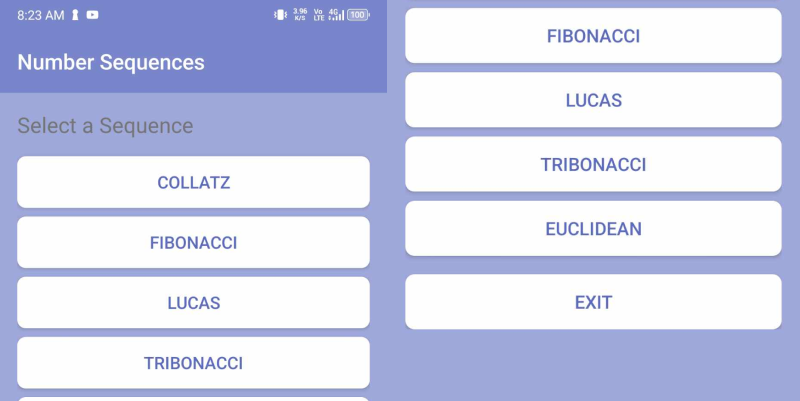 8:23 AM 3.96 K/S Vo LTE 4G 100
Number Sequences
Select a Sequence
COLLATZ
FIBONACCI
LUCAS
TRIBONACCI
FIBONACCI
LUCAS
TRIBONACCI
EUCLIDEAN
EXIT